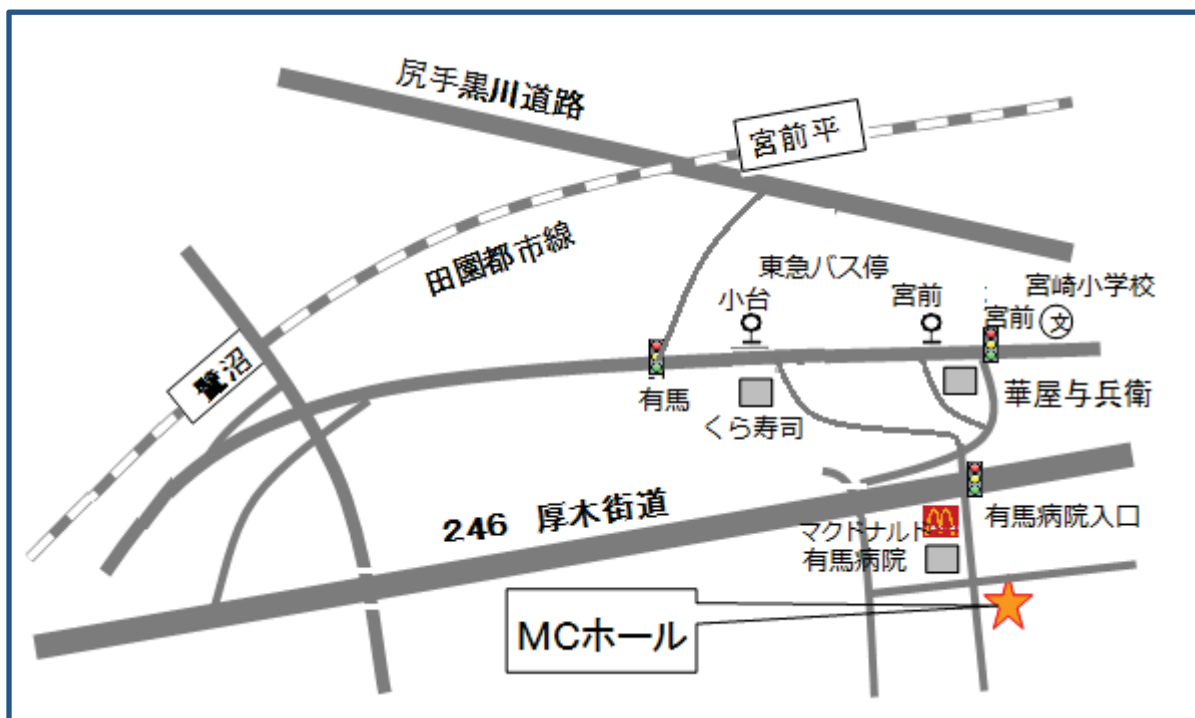 尻手黒川道路
宮前平
田園都市線
東急バス停
宮崎小学校
小台
宮前
宮前
文
鷺沼
有馬
くら寿司
華屋与兵衛
246 厚木街道
マクドナルド
有馬病院
有馬病院入口
MCホール